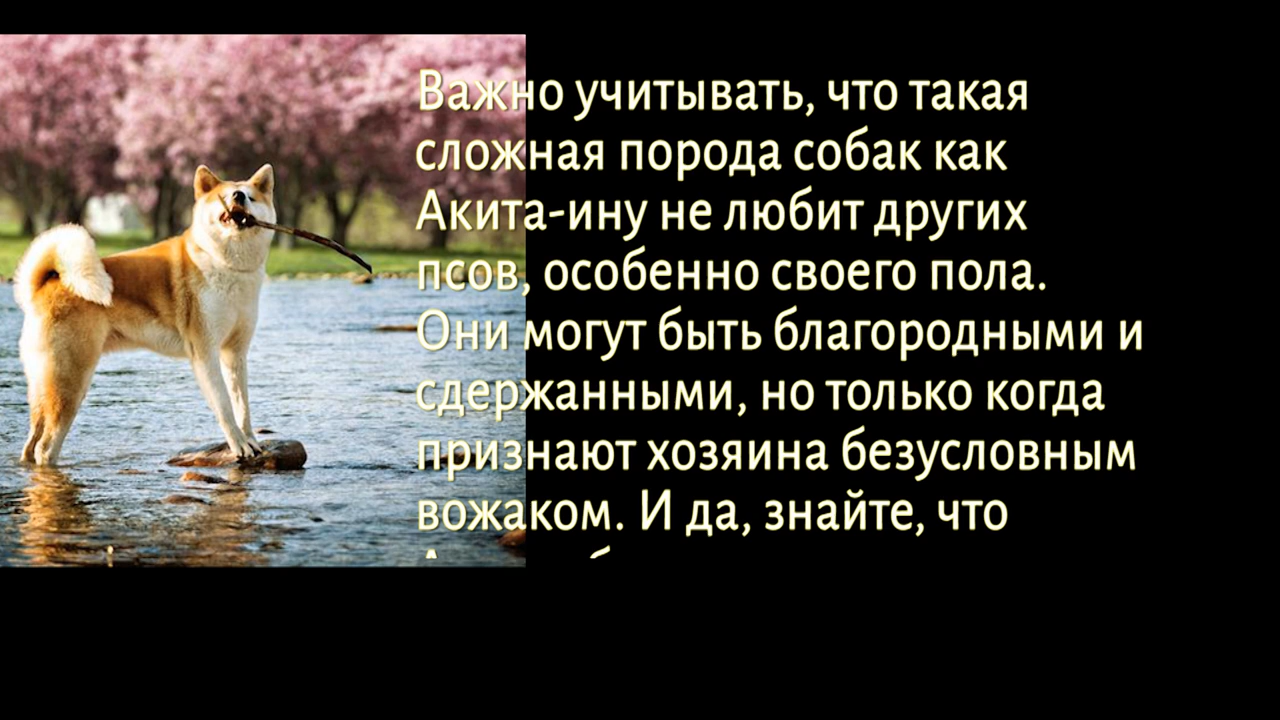 Важно учитывать, что такая
сложная порода собак как
Акита-ину не любит других
псов, особенно своего пола.
Они могут быть благородными и
сдержанными, но только когда
признают хозяина безусловным
вожаком. И да, знайте, что